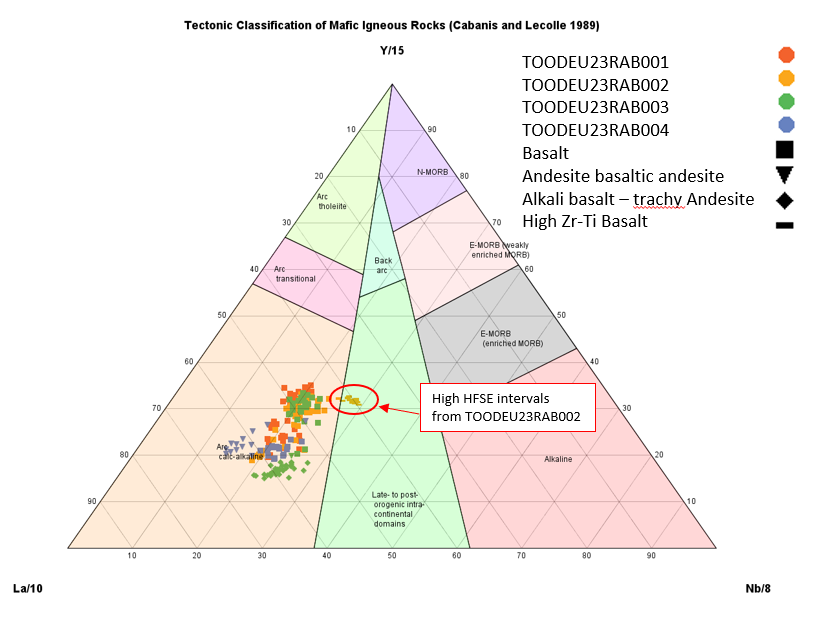 Tectonic Classification of Mafic Igneous Rocks (Cabanis and Lecolle 1989)
Y/15
TOODEU23RAB001
TOODEU23RAB002
TOODEU23RAB003
TOODEU23RAB004
Basalt
Andesite basaltic andesite
Alkali basalt – trachy Andesite
High Zr-Ti Basalt
10
90
N-MORB
20
80
Arc
tholeiite
30
70
E-MORB (weakly
enriched MORB)
Back
arc
Arc
transitional
40
60
50
50
E-MORB
(enriched MORB)
60
40
High HFSE intervals
from TOODEU23RAB002
70
30
Arc
calc-alkaline
80
20
Alkaline
Late- to post-
orogenic intra-
continental
domains
90
10
10
20
30
40
50
60
70
80
90
La/10
Nb/8